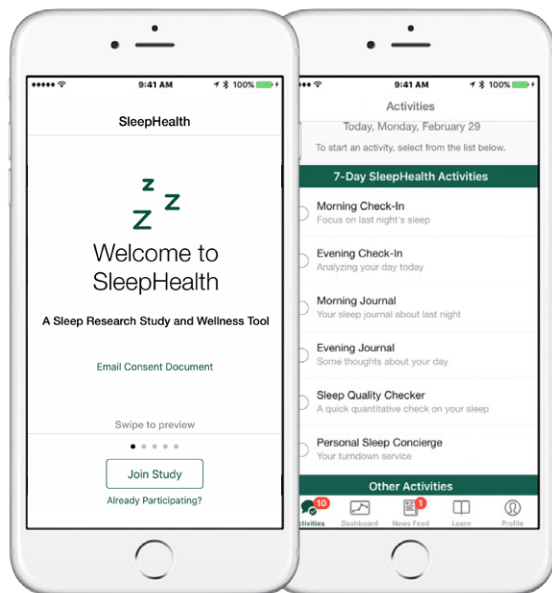 9:41 AM
100%
SleepHealth
z
z
z
Welcome to
SleepHealth
A Sleep Research Study and Wellness Tool
Email Consent Document
Swipe to preview
Join Study
Already Participating?
9:41 AM
100%
Activities
Today, Monday, February 29
To start an activity, select from the list below.
7-Day SleepHealth Activities
Morning Check-In
Focus on last night's sleep
Evening Check-In
Analyzing your day today
Morning Journal
Your sleep journal about last night
Evening Journal
Some thoughts about your day
Sleep Quality Checker
A quick quantitative check on your sleep
Personal Sleep Concierge
Your turndown service
Other Activities
10
1
ctivities Dashboard News Feed Learn Profile